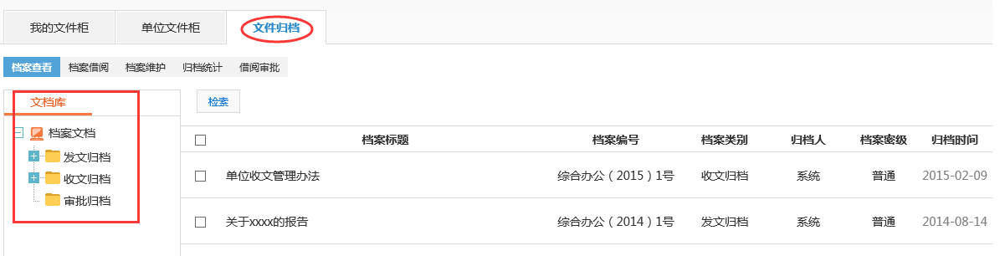 我的文件柜 单位文件柜 文件归档
档案查看 档案借阅 档案维护 归档统计 借阅审批
文档库
档案文档
发文归档
收文归档
审批归档
检索
档案标题 档案编号 档案类别 归档人 档案密级 归档时间
单位收文管理办法 综合办公（2015）1号 收文归档 系统 普通 2015-02-09
关于xxxx的报告 综合办公（2014）1号 发文归档 系统 普通 2014-08-14